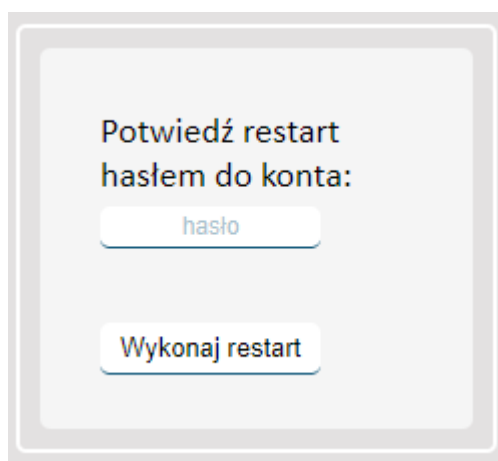 Potwiedź restart
hasłem do konta:
hasło
Wykonaj restart